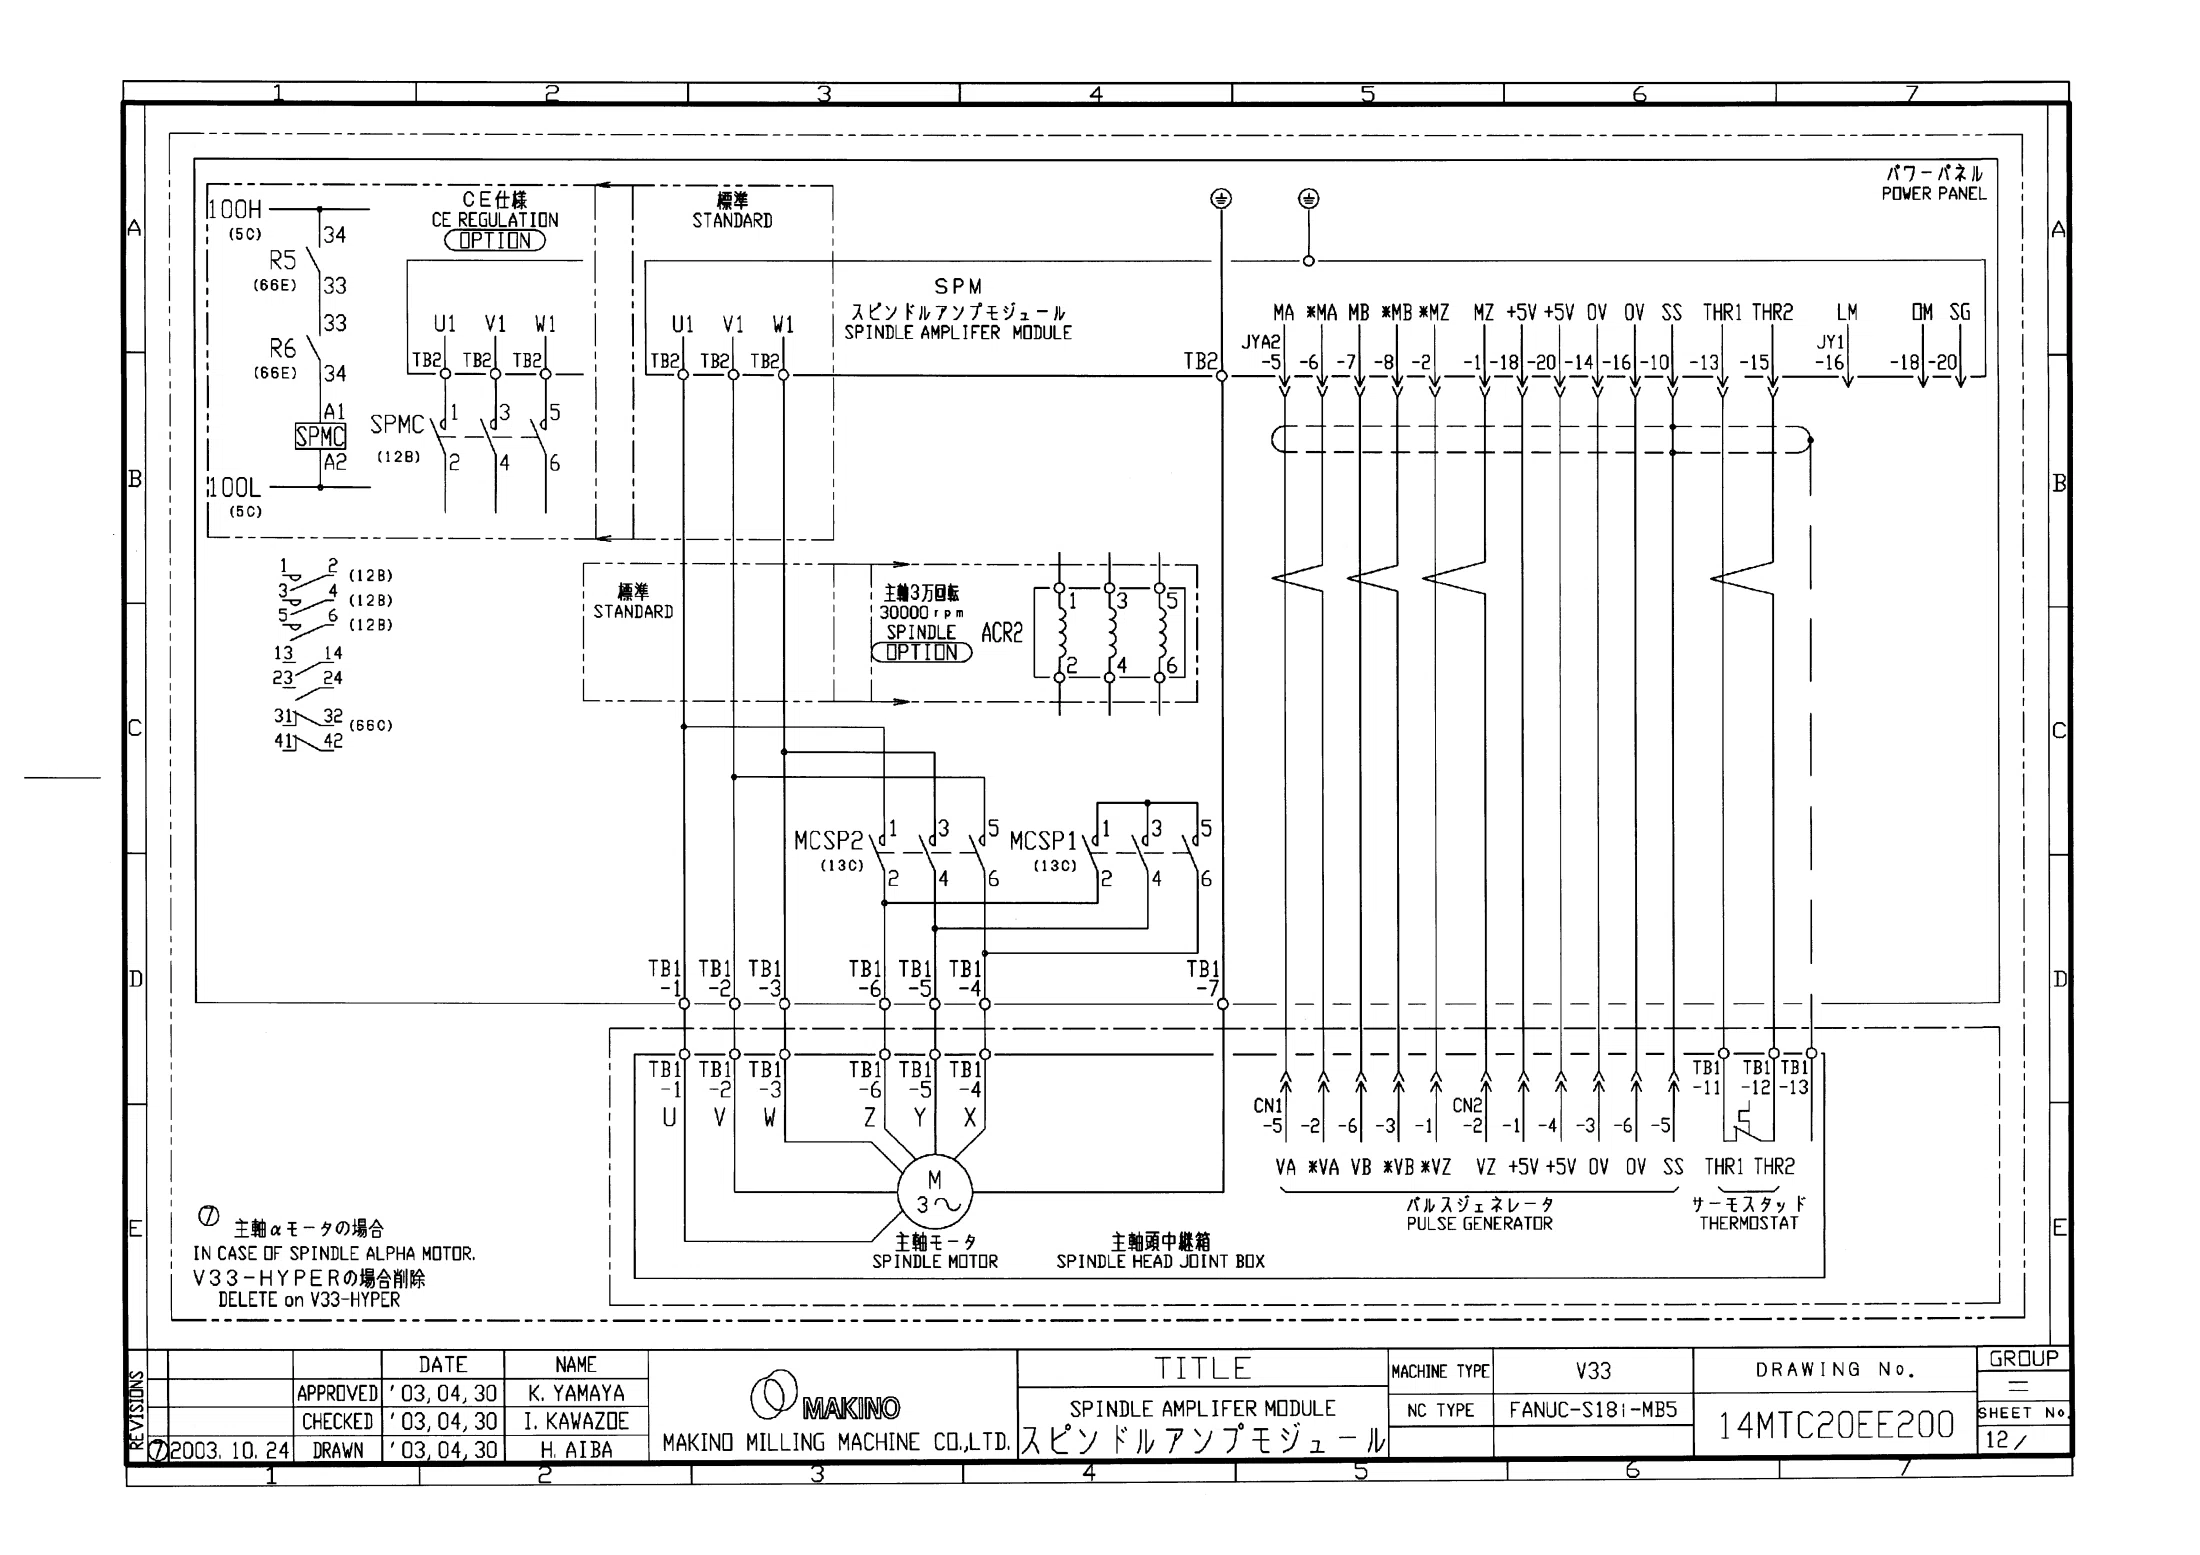 1 2 3 4 5 6 7
A A
B B
C C
D D
E E
パワーパネル
POWER PANEL
100H
(5C)
34
R5
(66E)
33
33
R6
(66E)
34
A1
SPMC
A2
100L
(5C)
CE仕様
CE REGULATION
OPTION
U1 V1 W1
TB2 TB2 TB2
SPMC
(12B)
1 3 5
2 4 6
標準
STANDARD
U1 V1 W1
TB2 TB2 TB2
SPM
スピンドルアンプモジュール
SPINDLE AMPLIFER MODULE
TB2
MA *MA MB *MB *MZ MZ +5V +5V 0V 0V SS THR1 THR2 LM OM SG
JYA2 JY1
-5 -6 -7 -8 -2 -1 -18 -20 -14 -16 -10 -13 -15 -16 -18 -20
1 2 (12B)
3 4 (12B)
5 6 (12B)
13 14
23 24
31 32 (66C)
41 42
標準
STANDARD
主軸3万回転
30000rpm
SPINDLE
OPTION
ACR2
1 3 5
2 4 6
MCSP2
(13C)
1 3 5
2 4 6
MCSP1
(13C)
1 3 5
2 4 6
TB1 TB1 TB1 TB1 TB1 TB1 TB1
-1 -2 -3 -6 -5 -4 -7
TB1 TB1 TB1 TB1 TB1 TB1
-1 -2 -3 -6 -5 -4
U V W Z Y X
M
3~
主軸モータ
SPINDLE MOTOR
主軸頭中継箱
SPINDLE HEAD JOINT BOX
TB1 TB1 TB1
-11 -12 -13
CN1 CN2
-5 -2 -6 -3 -1 -2 -1 -4 -3 -6 -5
VA *VA VB *VB *VZ VZ +5V +5V 0V 0V SS THR1 THR2
パルスジェネレータ
PULSE GENERATOR
サーモスタッド
THERMOSTAT
⑦ 主軸αモータの場合
IN CASE OF SPINDLE ALPHA MOTOR.
V33-HYPERの場合削除
DELETE on V33-HYPER
REVISIONS
⑦ 2003. 10. 24
DATE NAME
APPROVED '03, 04, 30 K. YAMAYA
CHECKED '03, 04, 30 I. KAWAZOE
DRAWN '03, 04, 30 H. AIBA
MAKINO
MAKINO MILLING MACHINE CO.,LTD.
TITLE
SPINDLE AMPLIFER MODULE
スピンドルアンプモジュール
MACHINE TYPE V33
NC TYPE FANUC-S18i-MB5
DRAWING No.
14MTC20EE200
GROUP
=
SHEET No.
12/
1 2 3 4 5 6 7